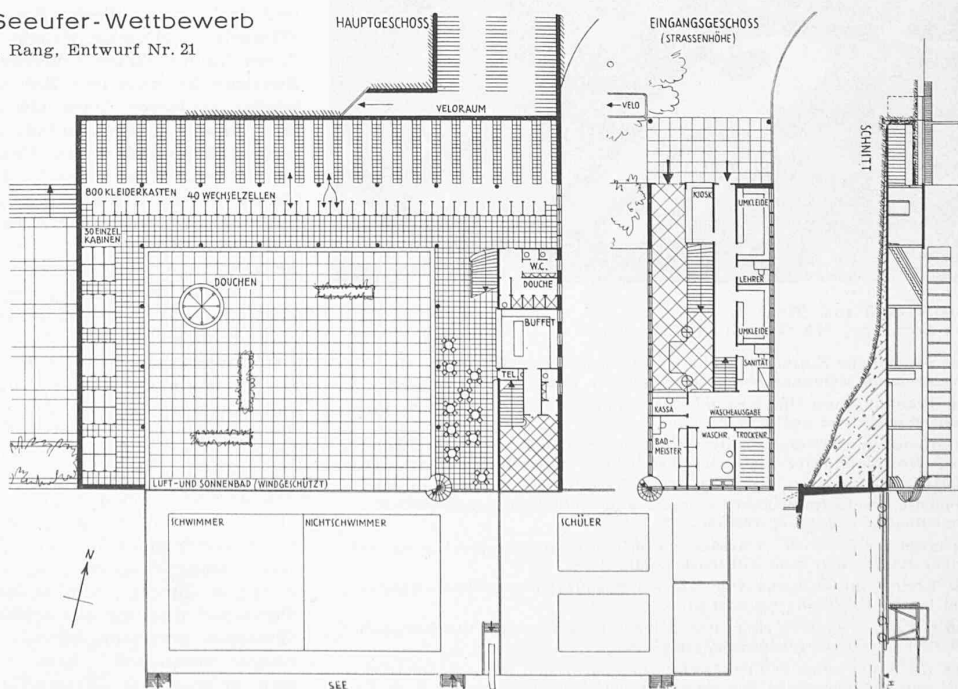 Seeufer-Wettbewerb
Rang, Entwurf Nr. 21
HAUPTGESCHOSS
EINGANGSGESCHOSS
(STRASSENHÖHE)
VELORAUM
VELO
SCHNITT
800 KLEIDERKASTEN
40 WECHSELZELLEN
KIOSK
UMKLEIDE
30 EINZEL
KABINEN
W.C.
DOUCHE
LEHRER
DOUCHEN
BUFFET
UMKLEIDE
TEL
SANITÄT
KASSA
WÄSCHEAUSGABE
BAD-
MEISTER
WASCHR.
TROCKENR.
LUFT- UND SONNENBAD (WINDGESCHÜTZT)
SCHWIMMER
NICHTSCHWIMMER
SCHÜLER
N
SEE